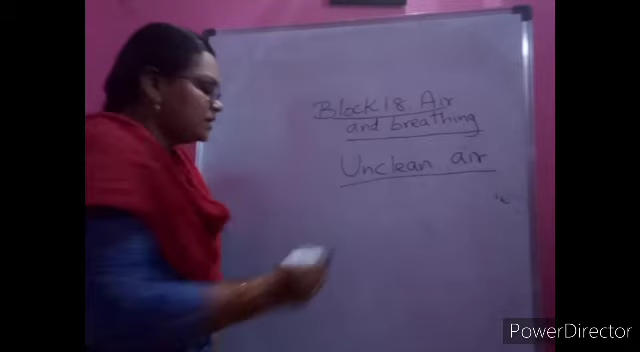 Block 18. Air
and breathing
Unclean air
PowerDirector